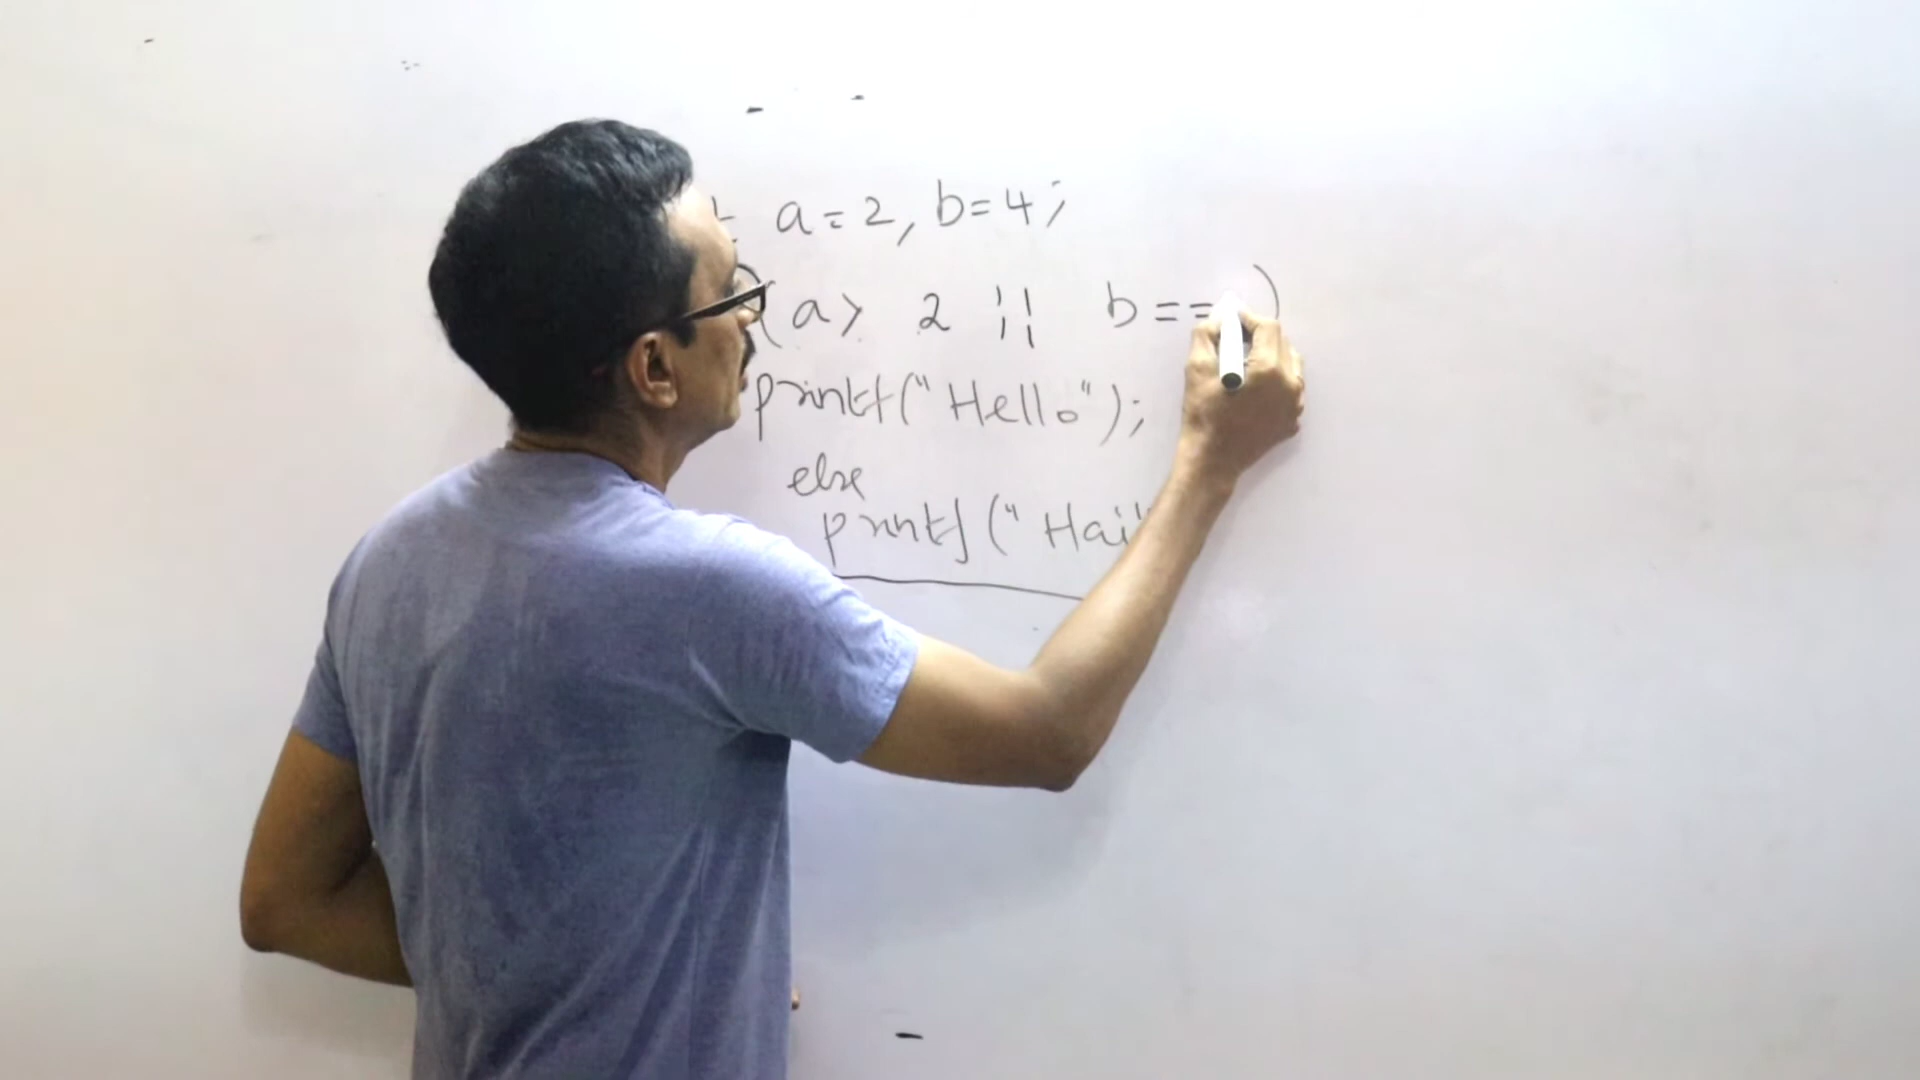 a=2, b=4;
(a> 2 || b==)
printf("Hello");
else
printf("Hai"